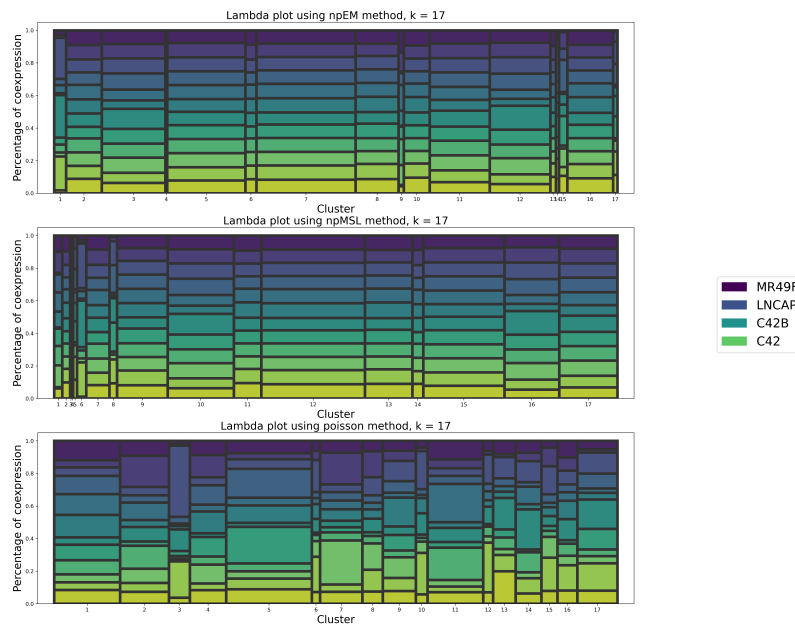 Lambda plot using npEM method, k = 17
Percentage of coexpression
1.0
0.8
0.6
0.4
0.2
0.0
1 2 3 4 5 6 7 8 9 10 11 12 13 14 15 16 17
Cluster
Lambda plot using npMSL method, k = 17
Percentage of coexpression
1.0
0.8
0.6
0.4
0.2
0.0
1 2 3 4 5 6 7 8 9 10 11 12 13 14 15 16 17
Cluster
MR49F
LNCAP
C42B
C42
Lambda plot using poisson method, k = 17
Percentage of coexpression
1.0
0.8
0.6
0.4
0.2
0.0
1 2 3 4 5 6 7 8 9 10 11 12 13 14 15 16 17
Cluster